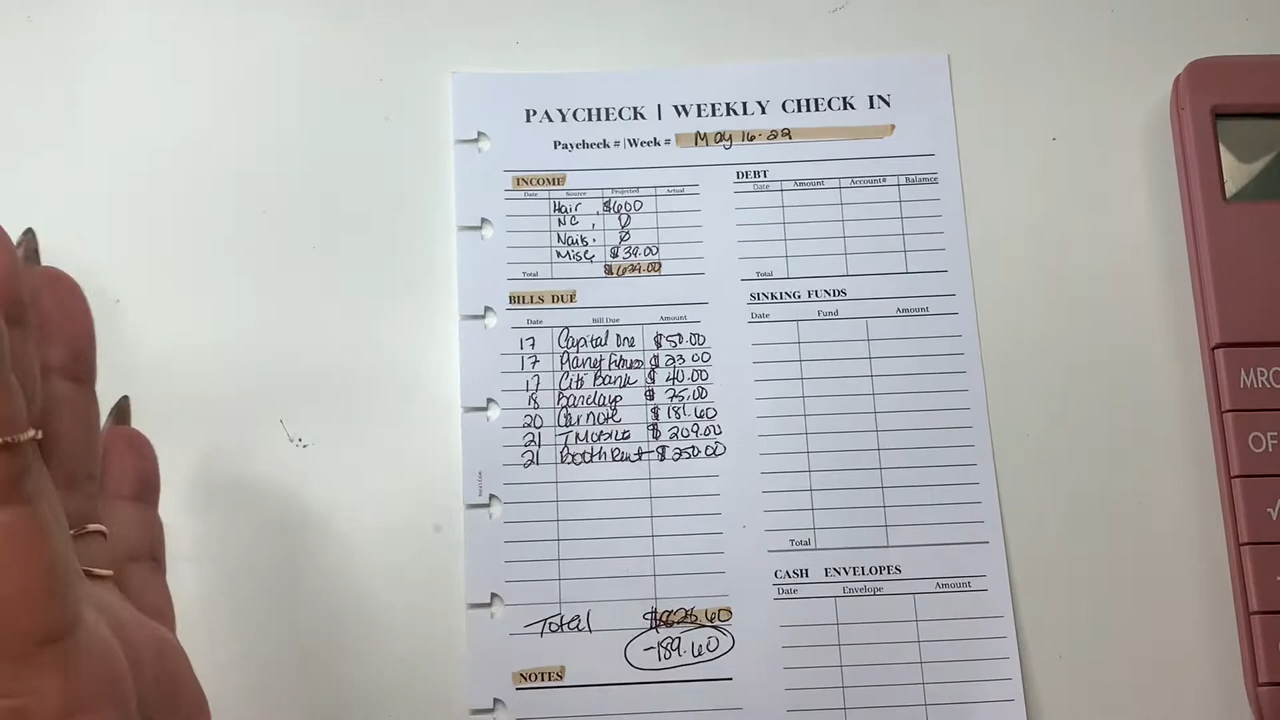 PAYCHECK | WEEKLY CHECK IN
Paycheck # |Week # May 16-22
INCOME
Date Source Projected Actual
Hair $600
NC 0
Nails Ø
Misc $39.00
Total $639.00
BILLS DUE
Date Bill Due Amount
17 Capital One $50.00
17 Planet Fitness $23.00
17 Citi Bank $40.00
18 Barclays $75.00
20 Car note $181.60
21 T Mobile $209.00
21 Booth Rent $250.00
Total $828.60
-189.60
NOTES
DEBT
Date Amount Account# Balance
Total
SINKING FUNDS
Date Fund Amount
Total
CASH ENVELOPES
Date Envelope Amount
MRC
OF
√